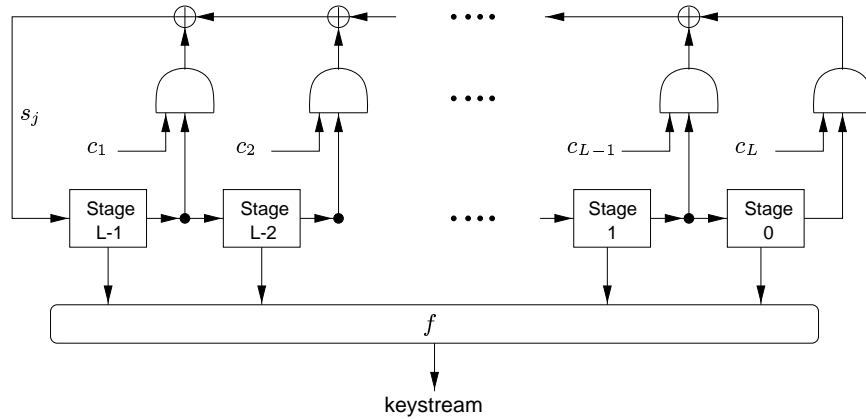 s_j
c_1
c_2
c_{L-1}
c_L
Stage
L-1
Stage
L-2
Stage
1
Stage
0
f
keystream